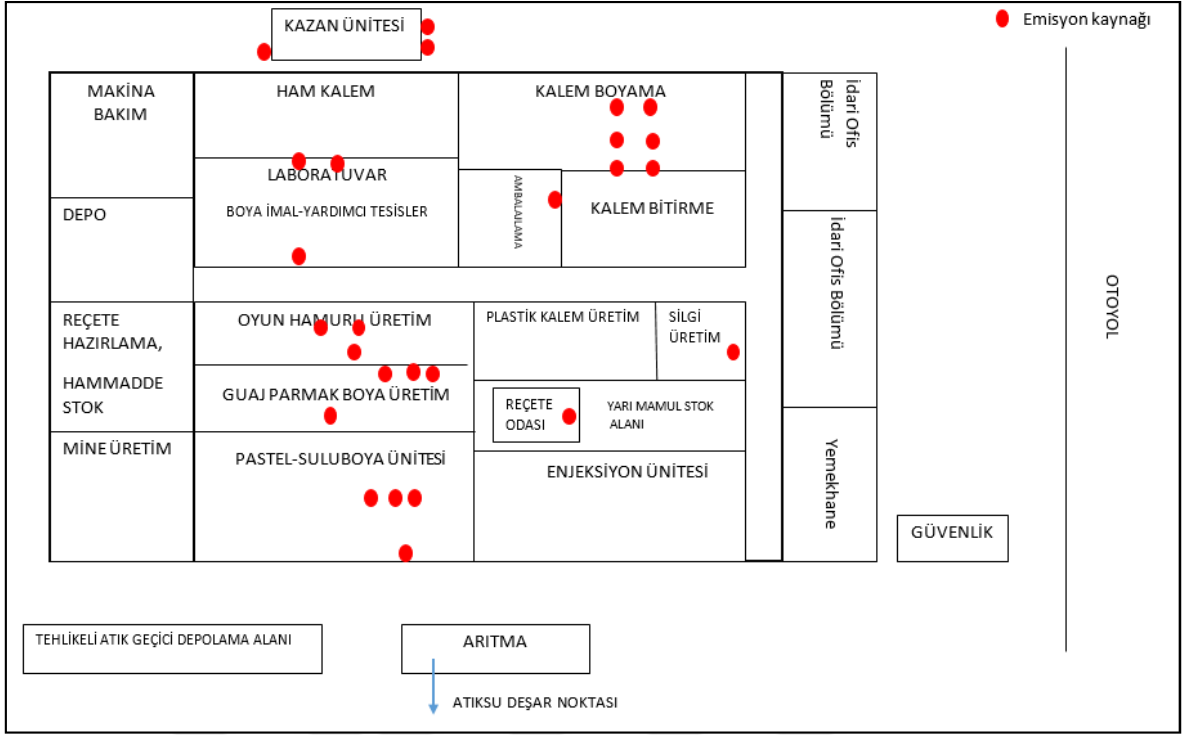 KAZAN ÜNİTESİ
Emisyon kaynağı
MAKİNA
BAKIM
HAM KALEM
KALEM BOYAMA
İdari Ofis
Bölümü
LABORATUVAR
BOYA İMAL-YARDIMCI TESİSLER
AMBALAJLAMA
KALEM BİTİRME
DEPO
İdari Ofis Bölümü
OTOYOL
REÇETE
HAZIRLAMA,
HAMMADDE
STOK
OYUN HAMURU ÜRETİM
PLASTİK KALEM ÜRETİM
SİLGİ
ÜRETİM
GUAJ PARMAK BOYA ÜRETİM
REÇETE
ODASI
YARI MAMUL STOK
ALANI
MİNE ÜRETİM
PASTEL-SULUBOYA ÜNİTESİ
ENJEKSİYON ÜNİTESİ
Yemekhane
GÜVENLİK
TEHLİKELİ ATIK GEÇİCİ DEPOLAMA ALANI
ARITMA
ATIKSU DEŞAR NOKTASI